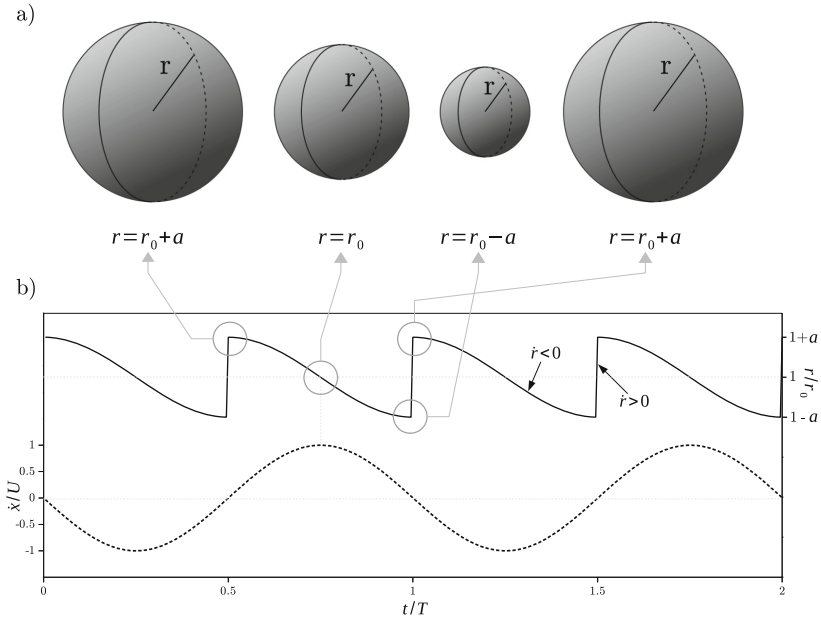 a)
r r r r
r=r₀+a r=r₀ r=r₀−a r=r₀+a
b)
1+a
ṙ<0
1
r/r₀
ṙ>0
1-a
1
0.5
0
-0.5
-1
ẋ/U
0 0.5 1 1.5 2
t/T